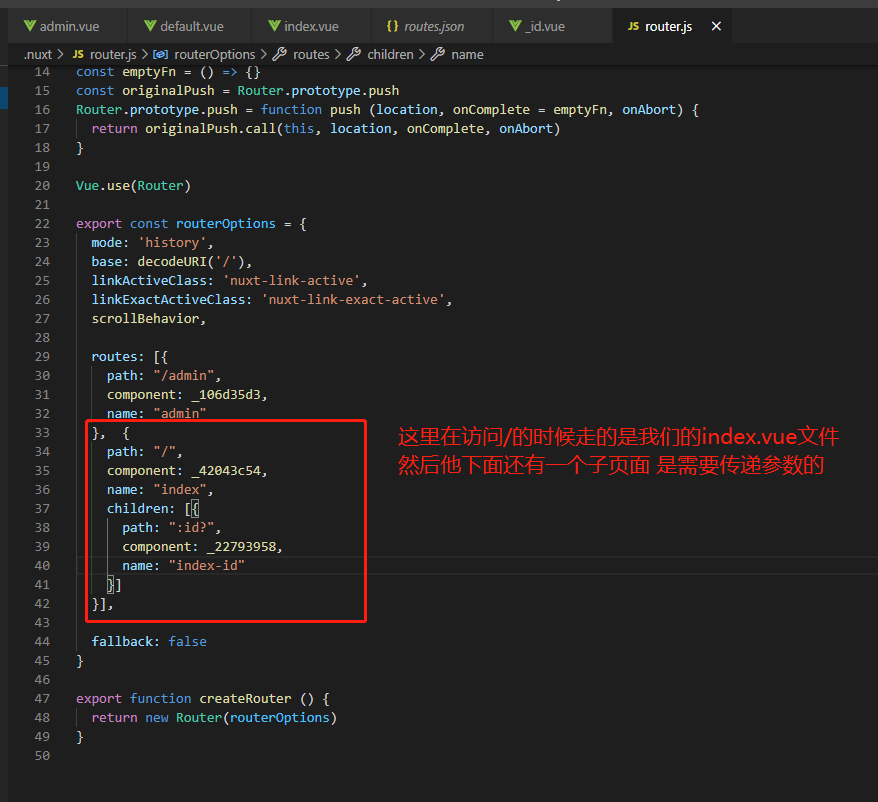 admin.vue default.vue index.vue {} routes.json _id.vue JS router.js ×
.nuxt > JS router.js > routerOptions > routes > children > name
14 const emptyFn = () => {}
15 const originalPush = Router.prototype.push
16 Router.prototype.push = function push (location, onComplete = emptyFn, onAbort) {
17 return originalPush.call(this, location, onComplete, onAbort)
18 }
19
20 Vue.use(Router)
21
22 export const routerOptions = {
23 mode: 'history',
24 base: decodeURI('/'),
25 linkActiveClass: 'nuxt-link-active',
26 linkExactActiveClass: 'nuxt-link-exact-active',
27 scrollBehavior,
28
29 routes: [{
30 path: "/admin",
31 component: _106d35d3,
32 name: "admin"
33 }, {
34 path: "/",
35 component: _42043c54,
36 name: "index",
37 children: [{
38 path: ":id?",
39 component: _22793958,
40 name: "index-id"
41 }]
42 }],
43
44 fallback: false
45 }
46
47 export function createRouter () {
48 return new Router(routerOptions)
49 }
50
这里在访问/的时候走的是我们的index.vue文件
然后他下面还有一个子页面 是需要传递参数的